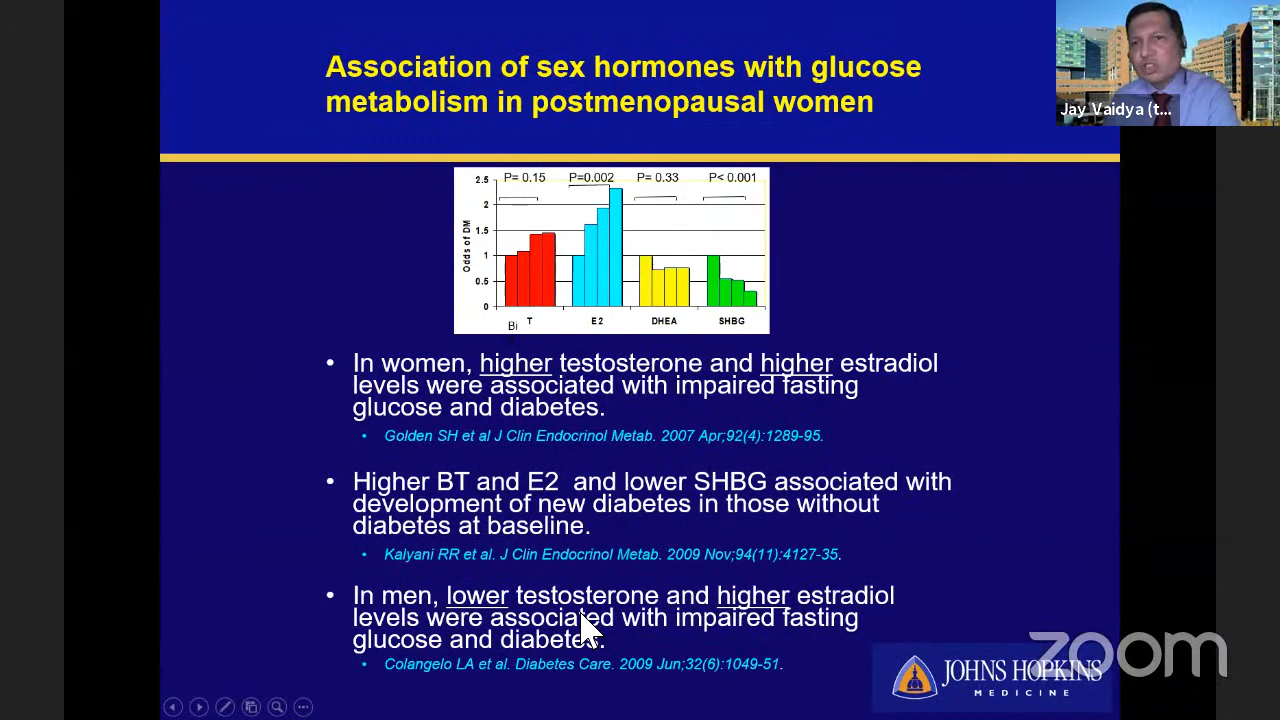 Association of sex hormones with glucose
metabolism in postmenopausal women
Jay Vaidya (t...
P= 0.15 P=0.002 P= 0.33 P< 0.001
2.5
2
1.5
1
0.5
0
Odds of DM
T E2 DHEA SHBG
Bi
• In women, higher testosterone and higher estradiol
levels were associated with impaired fasting
glucose and diabetes.
• Golden SH et al J Clin Endocrinol Metab. 2007 Apr;92(4):1289-95.
• Higher BT and E2 and lower SHBG associated with
development of new diabetes in those without
diabetes at baseline.
• Kalyani RR et al. J Clin Endocrinol Metab. 2009 Nov;94(11):4127-35.
• In men, lower testosterone and higher estradiol
levels were associated with impaired fasting
glucose and diabetes.
• Colangelo LA et al. Diabetes Care. 2009 Jun;32(6):1049-51.
zoom
JOHNS HOPKINS
MEDICINE